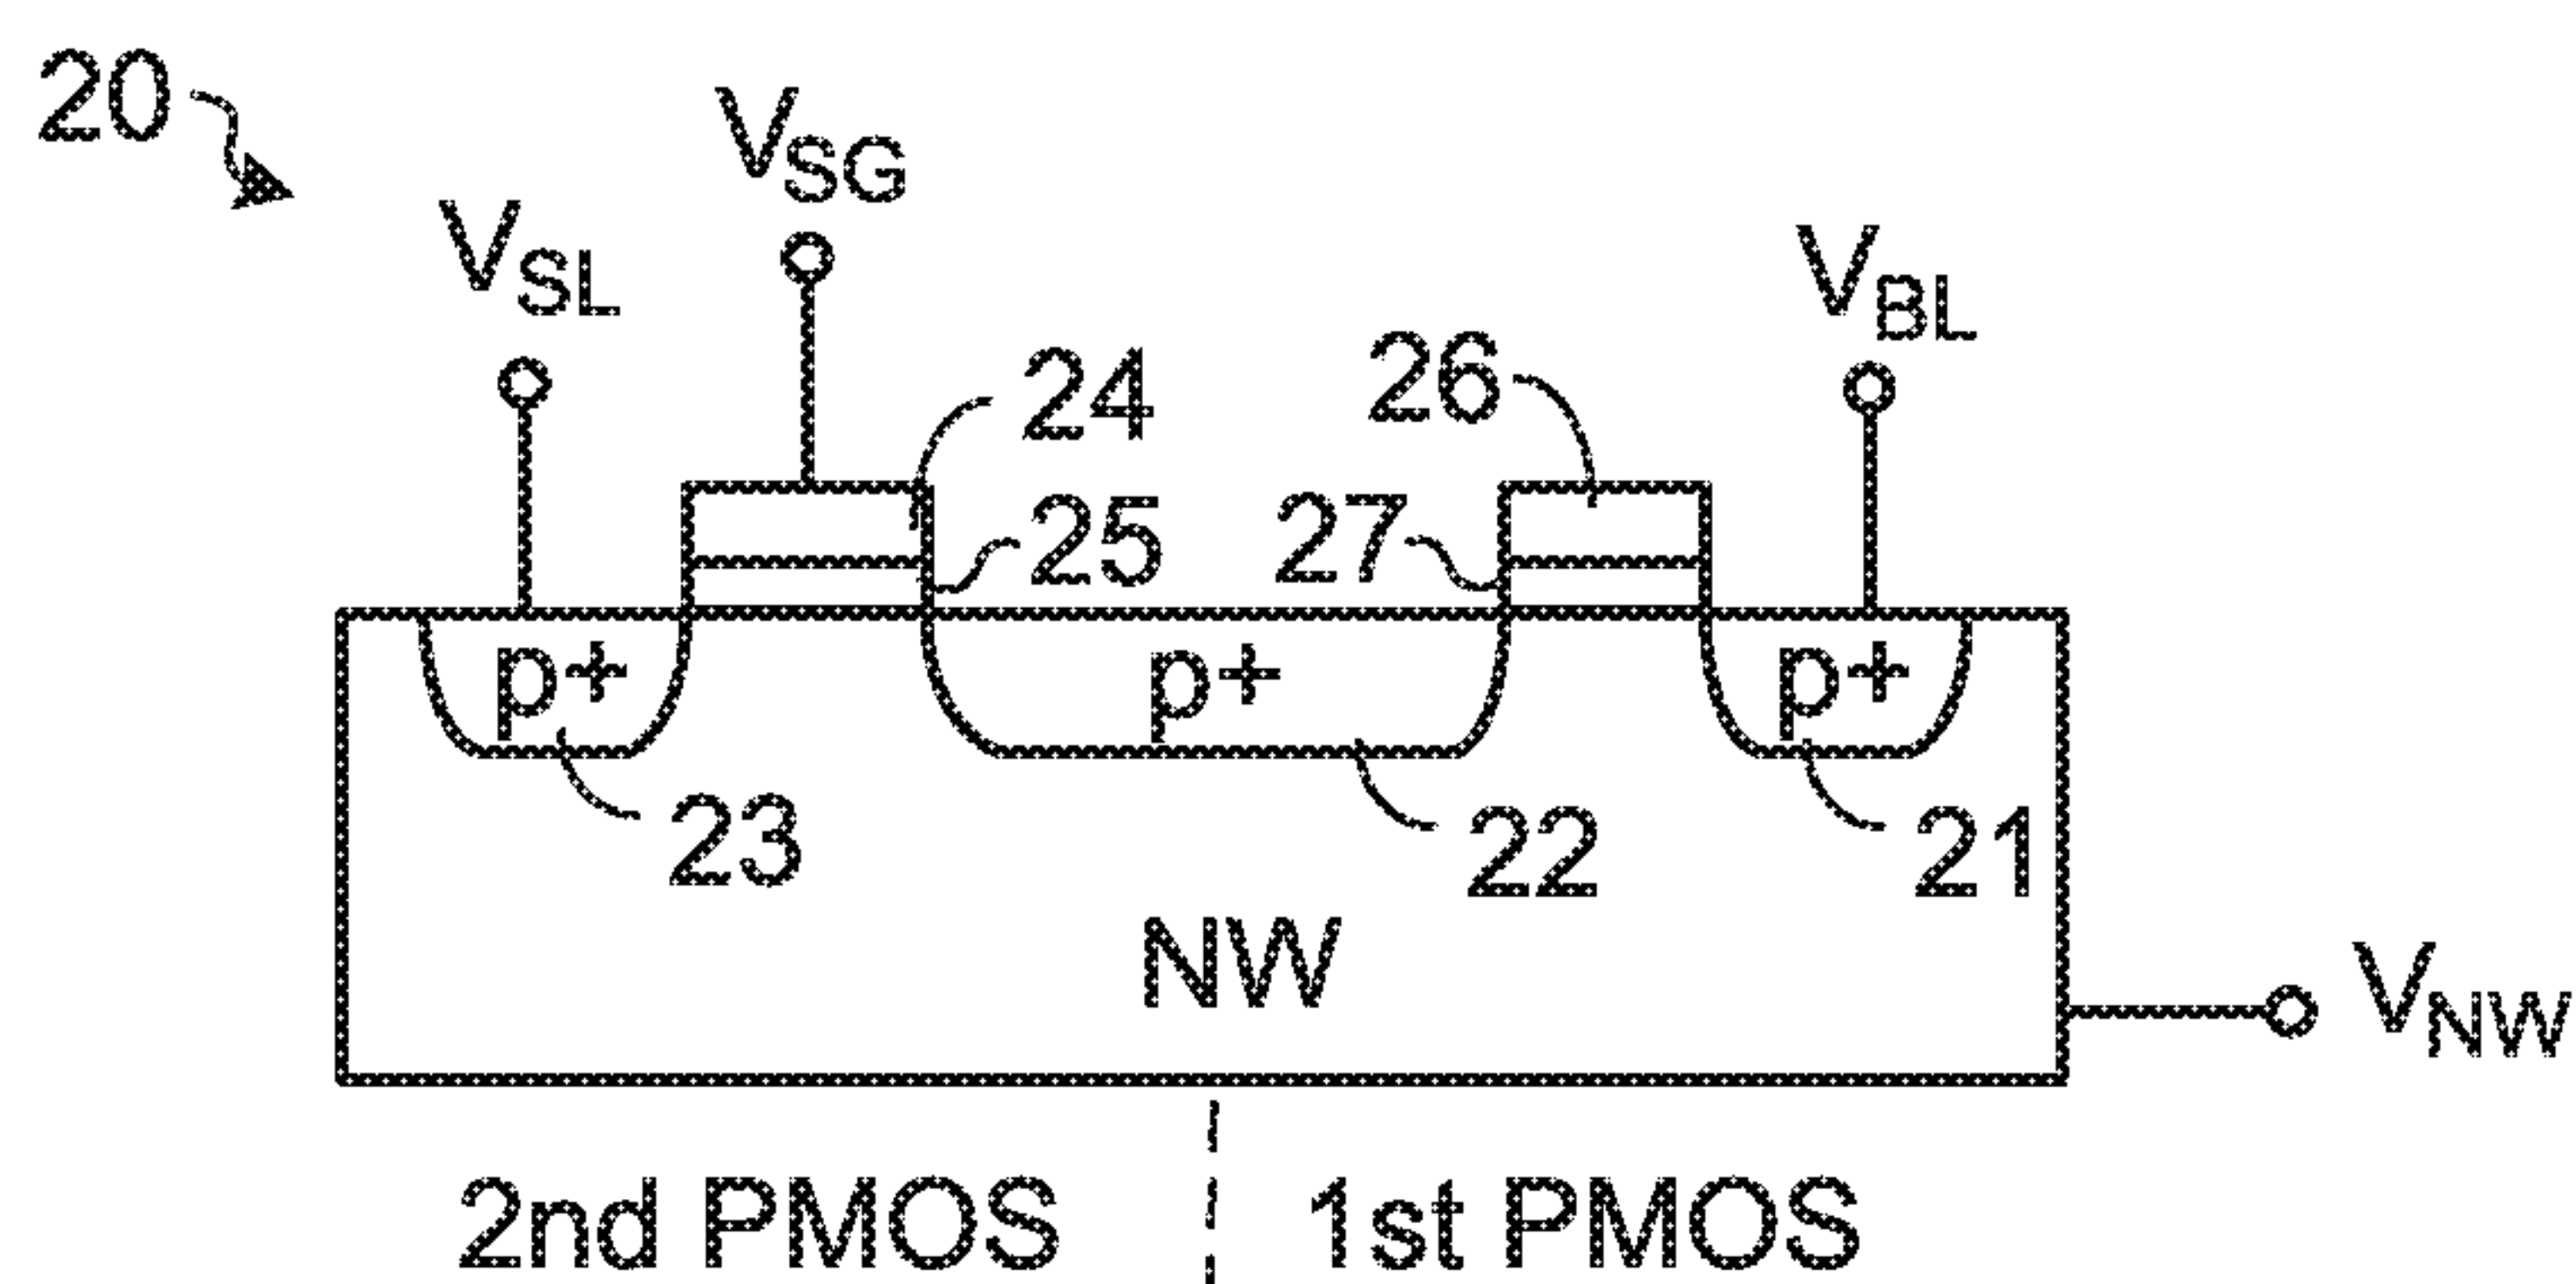 20
VSG
VSL
VBL
24
26
25
27
p+ p+ p+
23
22
21
NW
VNW
2nd PMOS 1st PMOS